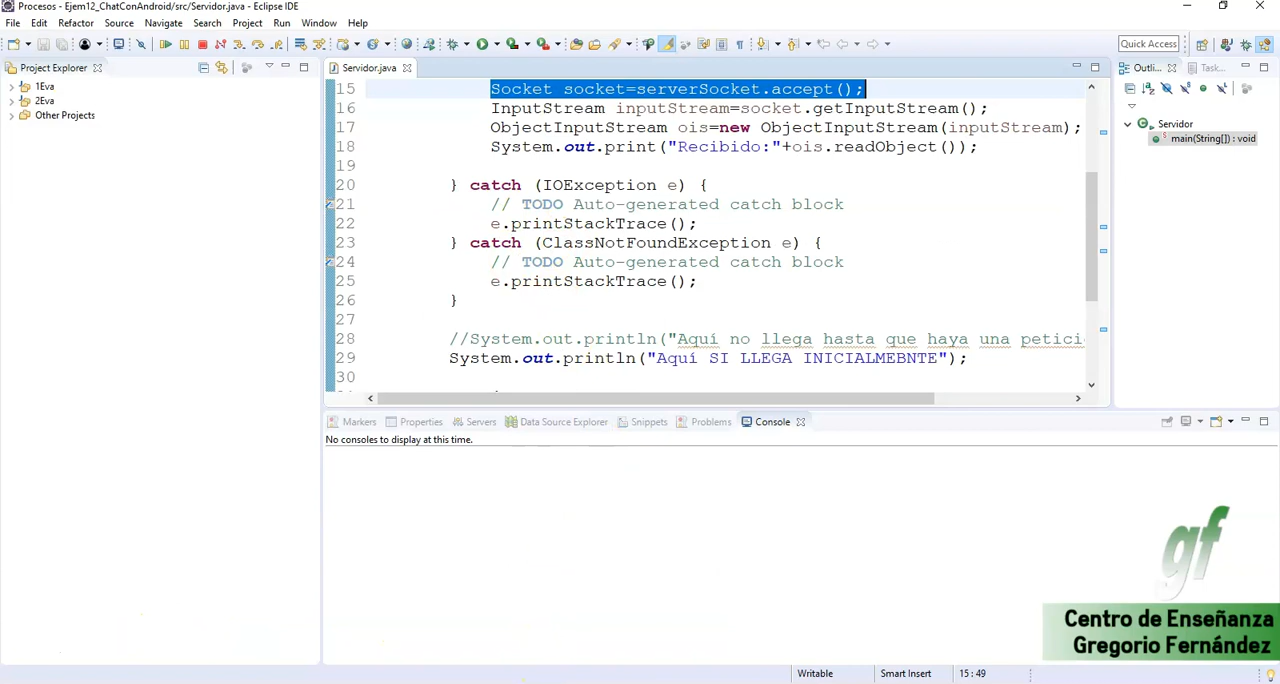 Procesos - Ejem12_ChatConAndroid/src/Servidor.java - Eclipse IDE
File Edit Refactor Source Navigate Search Project Run Window Help
Quick Access
Project Explorer
Servidor.java
Outli...
Task...
1Eva
2Eva
Other Projects
15 Socket socket=serverSocket.accept();
16 InputStream inputStream=socket.getInputStream();
17 ObjectInputStream ois=new ObjectInputStream(inputStream);
18 System.out.print("Recibido:"+ois.readObject());
19
20 } catch (IOException e) {
21 // TODO Auto-generated catch block
22 e.printStackTrace();
23 } catch (ClassNotFoundException e) {
24 // TODO Auto-generated catch block
25 e.printStackTrace();
26 }
27
28 //System.out.println("Aquí no llega hasta que haya una petici
29 System.out.println("Aquí SI LLEGA INICIALMEBNTE");
30
Servidor
main(String[]) : void
Markers Properties Servers Data Source Explorer Snippets Problems Console
No consoles to display at this time.
gf
Centro de Enseñanza
Gregorio Fernández
Writable Smart Insert 15 : 49